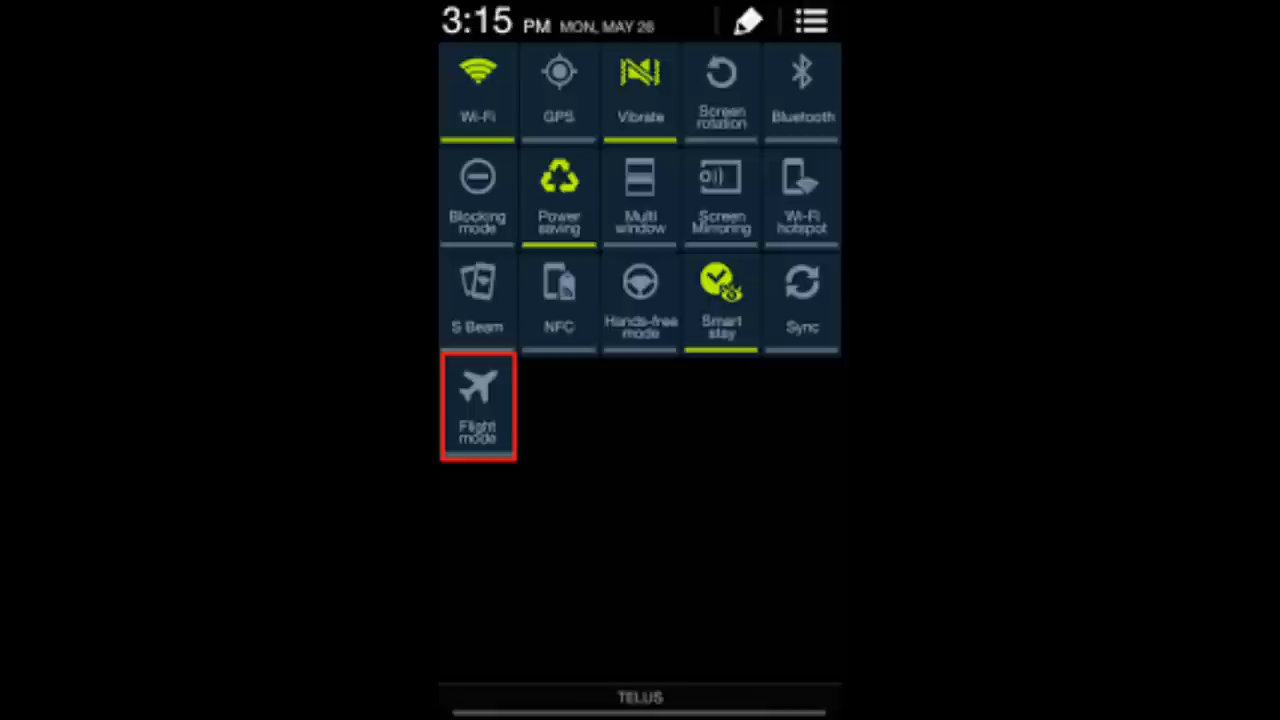 3:15 PM MON, MAY 26
Wi-Fi
GPS
Vibrate
Screen
rotation
Bluetooth
Blocking
mode
Power
saving
Multi
window
Screen
Mirroring
Wi-Fi
hotspot
S Beam
NFC
Hands-free
mode
Smart
stay
Sync
Flight
mode
TELUS